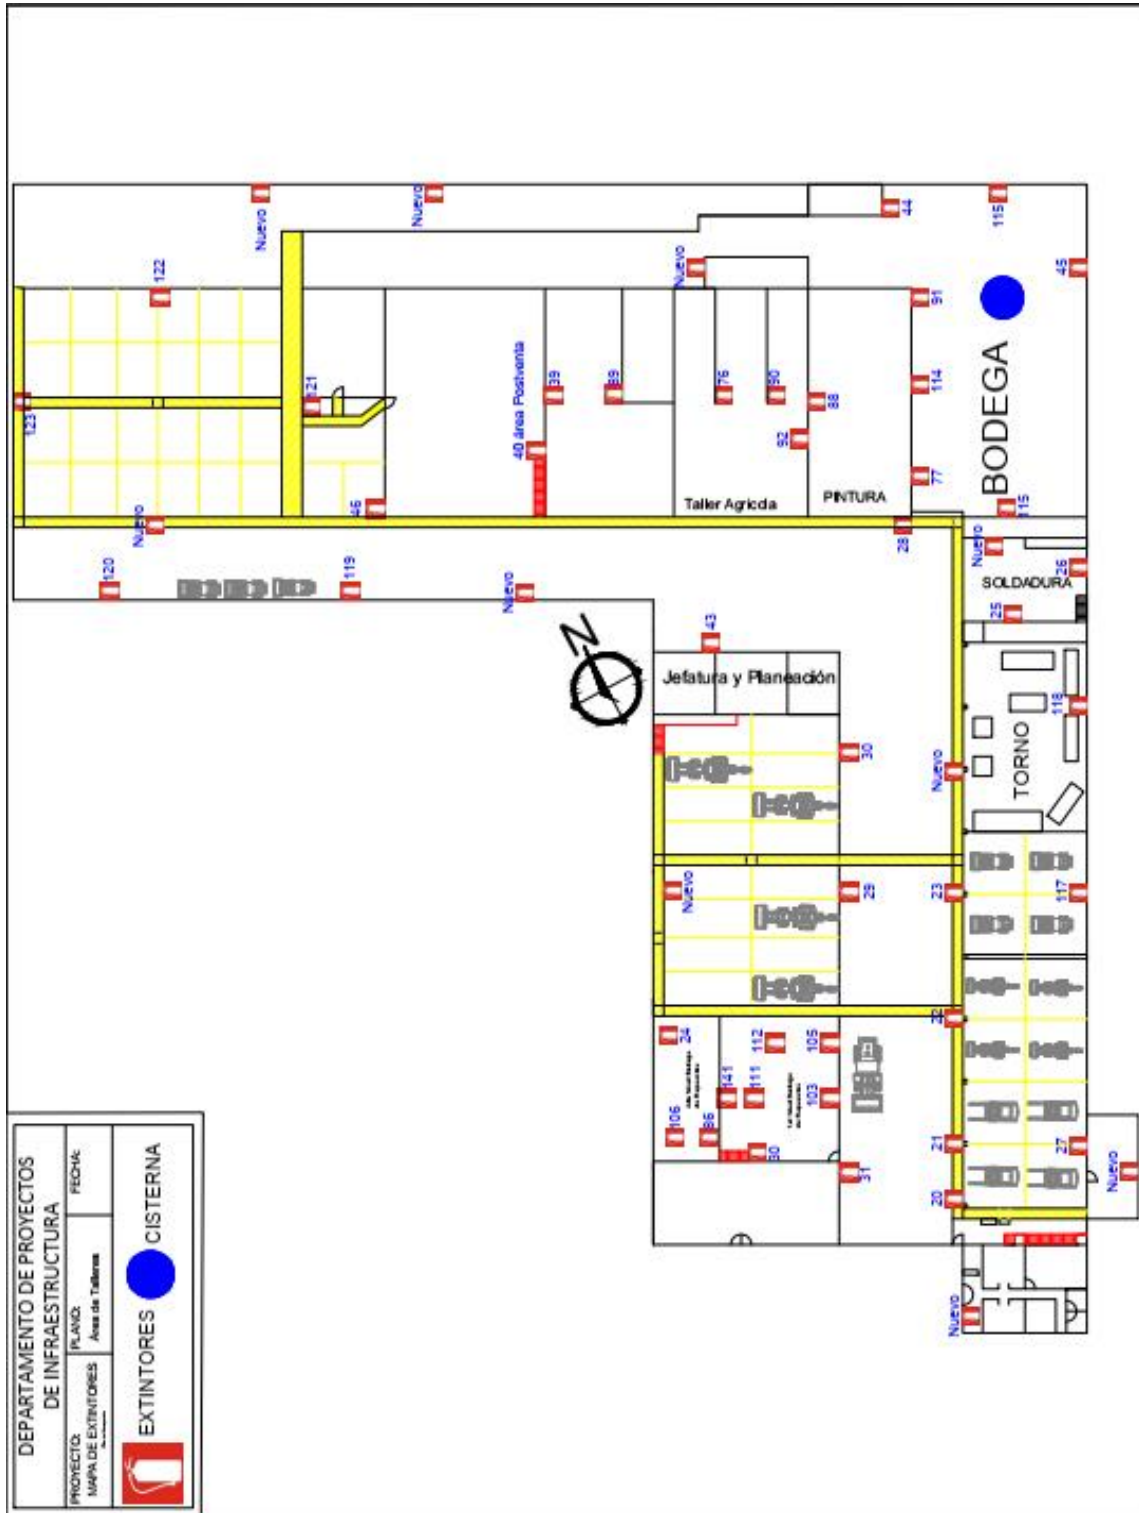 Nuevo
Nuevo
44
115
Nuevo
45
122
91
123
121
40 área Postventa
39
89
76
90
88
114
BODEGA
92
77
46
Taller Agricola
PINTURA
115
Nuevo
28
Nuevo
120
119
Nuevo
SOLDADURA
26
25
N
43
Jefatura y Planeación
118
TORNO
30
Nuevo
Nuevo
29
23
117
22
24
112
105
141
111
103
106
86
30
31
21
20
27
Nuevo
Nuevo
DEPARTAMENTO DE PROYECTOS
DE INFRAESTRUCTURA
PROYECTO:
MAPA DE EXTINTORES
PLANO:
Área de Talleres
FECHA:
EXTINTORES
CISTERNA